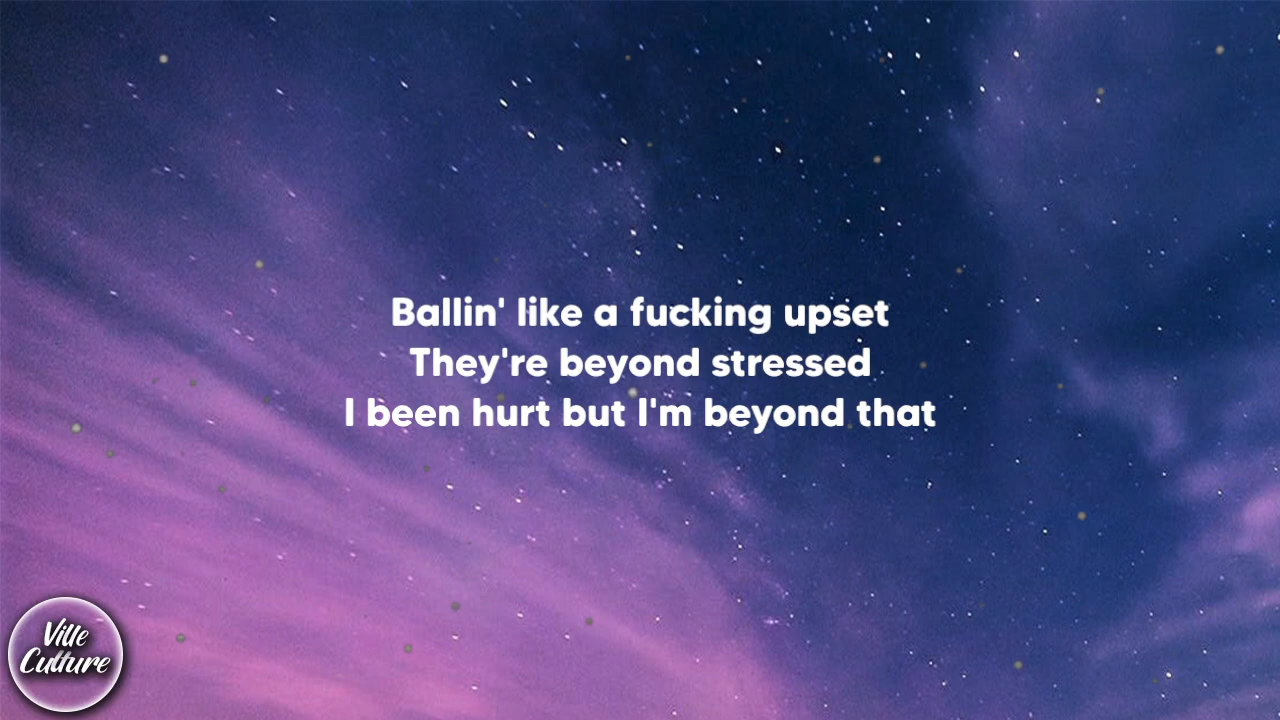 Ballin' like a fucking upset
They're beyond stressed
I been hurt but I'm beyond that
Ville
Culture